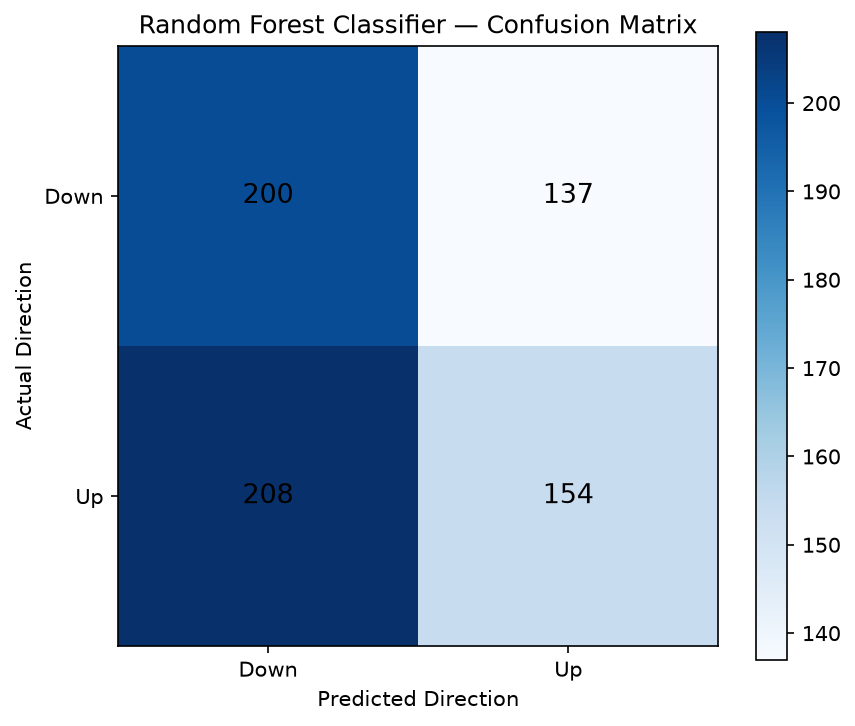 Random Forest Classifier — Confusion Matrix
Actual Direction
Down
Up
200
137
208
154
Down
Up
Predicted Direction
200
190
180
170
160
150
140